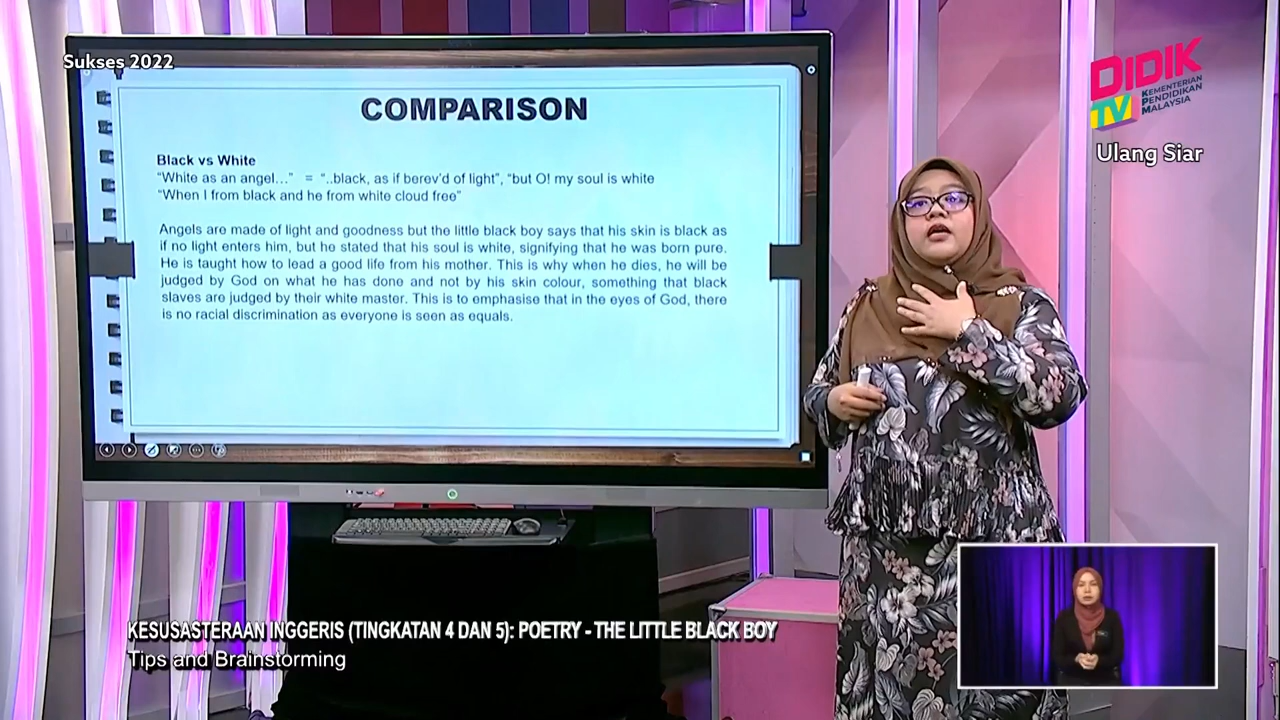 Sukses 2022
DIDIK
TV
KEMENTERIAN
PENDIDIKAN
MALAYSIA
Ulang Siar
COMPARISON
Black vs White
“White as an angel…” = “..black, as if berev’d of light”, “but O! my soul is white
“When I from black and he from white cloud free”
Angels are made of light and goodness but the little black boy says that his skin is black as
if no light enters him, but he stated that his soul is white, signifying that he was born pure.
He is taught how to lead a good life from his mother. This is why when he dies, he will be
judged by God on what he has done and not by his skin colour, something that black
slaves are judged by their white master. This is to emphasise that in the eyes of God, there
is no racial discrimination as everyone is seen as equals.
KESUSASTERAAN INGGERIS (TINGKATAN 4 DAN 5): POETRY - THE LITTLE BLACK BOY
Tips and Brainstorming